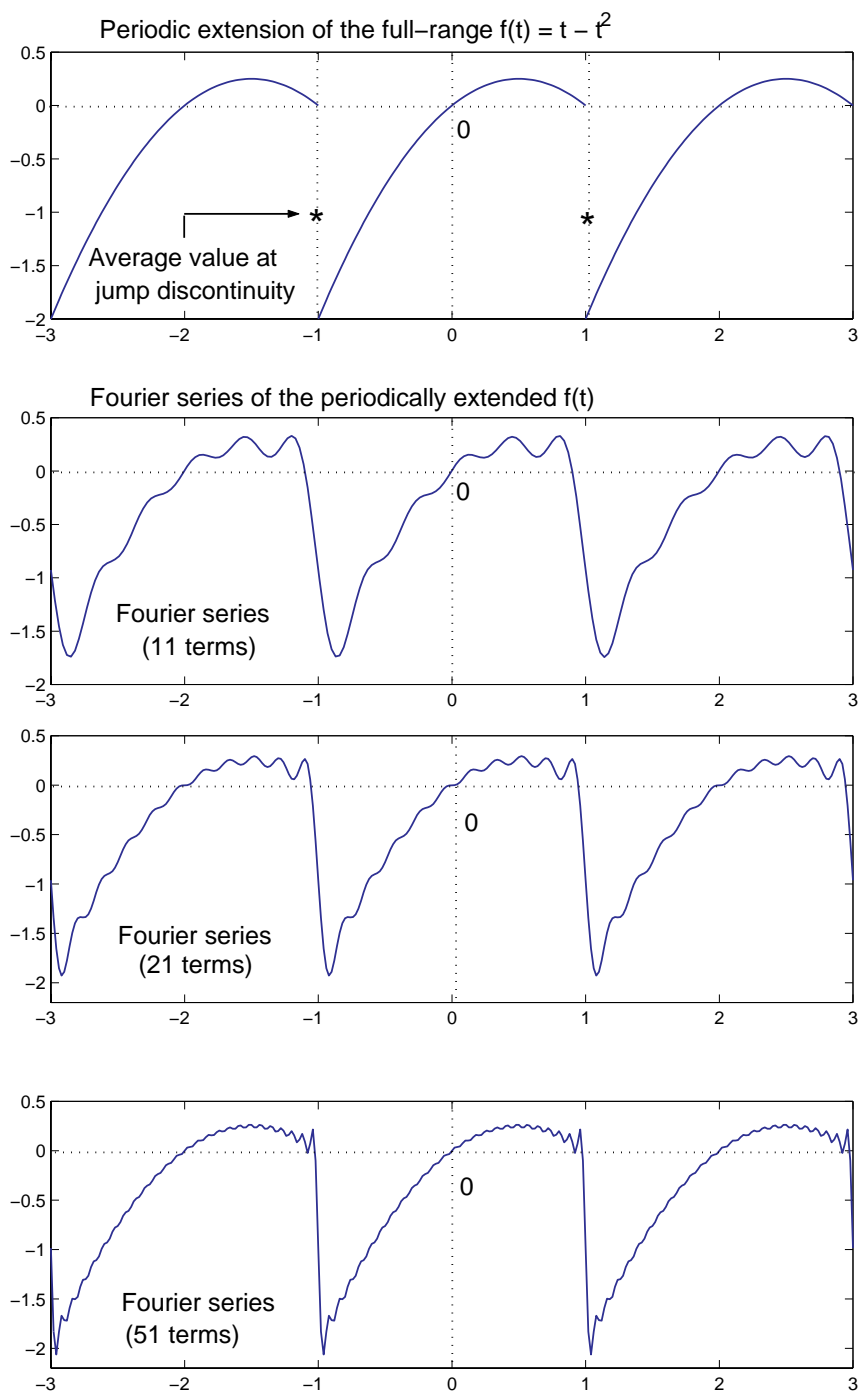 Periodic extension of the full−range f(t) = t − t²
0.5
0
−0.5
−1
−1.5
−2
0
*
*
Average value at
jump discontinuity
−3 −2 −1 0 1 2 3
Fourier series of the periodically extended f(t)
0.5
0
−0.5
−1
−1.5
−2
0
Fourier series
(11 terms)
−3 −2 −1 0 1 2 3
0.5
0
−0.5
−1
−1.5
−2
0
Fourier series
(21 terms)
−3 −2 −1 0 1 2 3
0.5
0
−0.5
−1
−1.5
−2
0
Fourier series
(51 terms)
−3 −2 −1 0 1 2 3